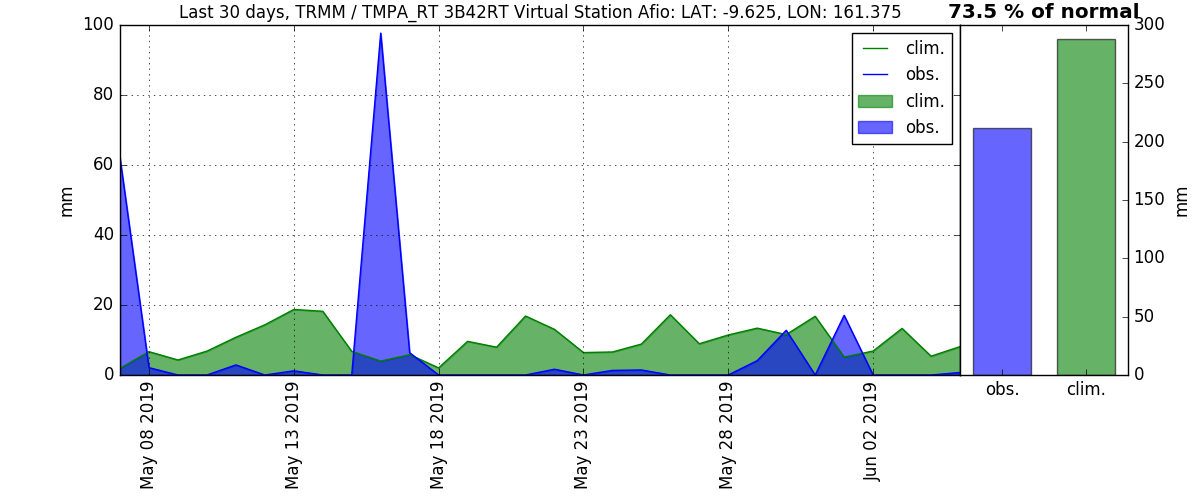 Last 30 days, TRMM / TMPA_RT 3B42RT Virtual Station Afio: LAT: -9.625, LON: 161.375
73.5 % of normal
100
80
60
40
20
0
mm
clim.
obs.
clim.
obs.
May 08 2019
May 13 2019
May 18 2019
May 23 2019
May 28 2019
Jun 02 2019
300
250
200
150
100
50
0
mm
obs.
clim.